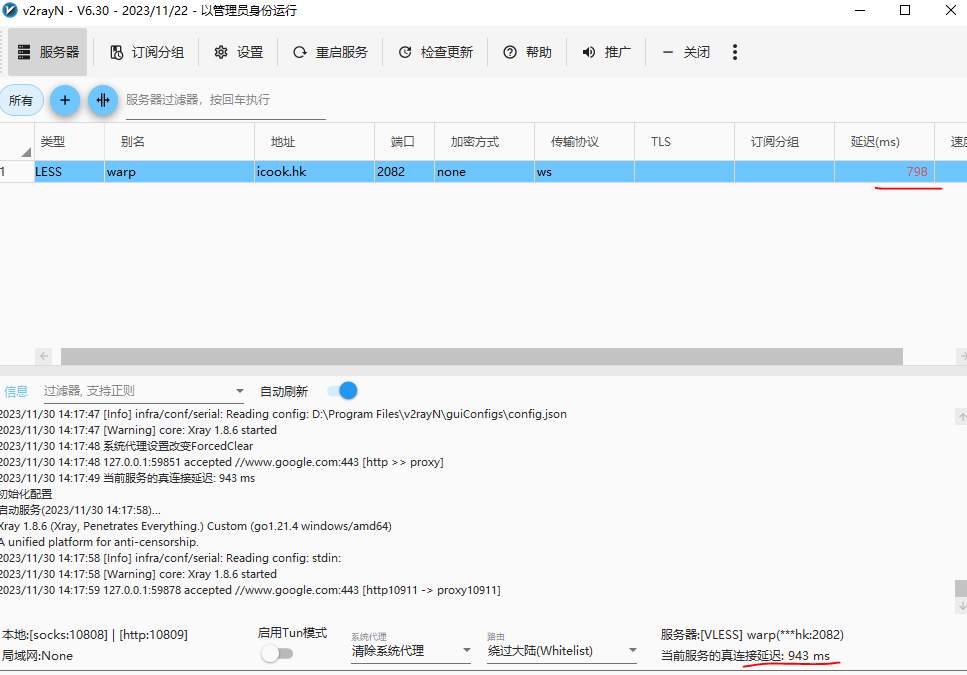 v2rayN - V6.30 - 2023/11/22 - 以管理员身份运行
服务器 订阅分组 设置 重启服务 检查更新 帮助 推广 关闭
所有 服务器过滤器，按回车执行
类型 别名 地址 端口 加密方式 传输协议 TLS 订阅分组 延迟(ms)
1 LESS warp icook.hk 2082 none ws 798
信息 过滤器, 支持正则 自动刷新
2023/11/30 14:17:47 [Info] infra/conf/serial: Reading config: D:\Program Files\v2rayN\guiConfigs\config.json
2023/11/30 14:17:47 [Warning] core: Xray 1.8.6 started
2023/11/30 14:17:48 系统代理设置改变ForcedClear
2023/11/30 14:17:48 127.0.0.1:59851 accepted //www.google.com:443 [http >> proxy]
2023/11/30 14:17:49 当前服务的真连接延迟: 943 ms
初始化配置
启动服务(2023/11/30 14:17:58)...
Xray 1.8.6 (Xray, Penetrates Everything.) Custom (go1.21.4 windows/amd64)
A unified platform for anti-censorship.
2023/11/30 14:17:58 [Info] infra/conf/serial: Reading config: stdin:
2023/11/30 14:17:58 [Warning] core: Xray 1.8.6 started
2023/11/30 14:17:59 127.0.0.1:59878 accepted //www.google.com:443 [http10911 -> proxy10911]
本地:[socks:10808] | [http:10809]
局域网:None
启用Tun模式
系统代理
清除系统代理
路由
绕过大陆(Whitelist)
服务器:[VLESS] warp(***hk:2082)
当前服务的真连接延迟: 943 ms